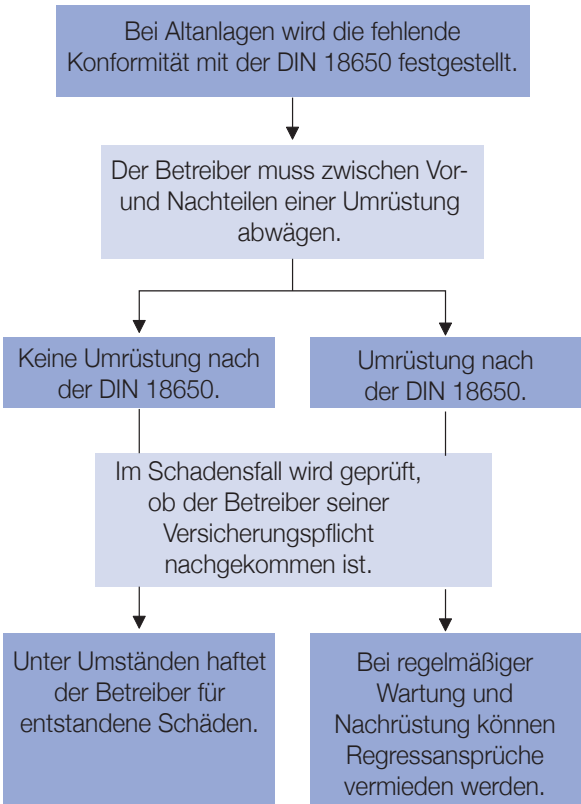 Bei Altanlagen wird die fehlende
Konformität mit der DIN 18650 festgestellt.
Der Betreiber muss zwischen Vor-
und Nachteilen einer Umrüstung
abwägen.
Keine Umrüstung nach
der DIN 18650.
Umrüstung nach
der DIN 18650.
Im Schadensfall wird geprüft,
ob der Betreiber seiner
Versicherungspflicht
nachgekommen ist.
Unter Umständen haftet
der Betreiber für
entstandene Schäden.
Bei regelmäßiger
Wartung und
Nachrüstung können
Regressansprüche
vermieden werden.